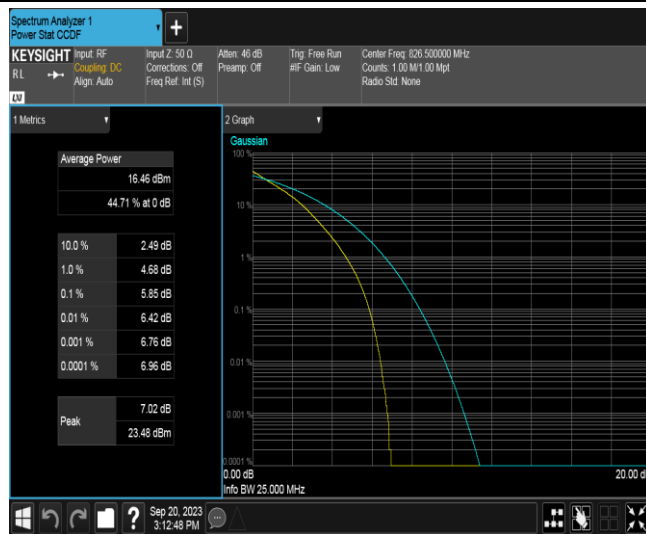 Spectrum Analyzer 1
Power Stat CCDF
+
KEYSIGHT
Input: RF
Input Z: 50 Ω
Atten: 46 dB
Trig: Free Run
Center Freq: 826.500000 MHz
RL
Coupling: DC
Corrections: Off
Preamp: Off
#IF Gain: Low
Counts: 1.00 M/1.00 Mpt
Align: Auto
Freq Ref: Int (S)
Radio Std: None
LXI
1 Metrics
2 Graph
Gaussian
Average Power
16.46 dBm
44.71 % at 0 dB
10.0 % 2.49 dB
1.0 % 4.68 dB
0.1 % 5.85 dB
0.01 % 6.42 dB
0.001 % 6.76 dB
0.0001 % 6.96 dB
Peak
7.02 dB
23.48 dBm
100 %
10 %
1 %
0.1 %
0.01 %
0.001 %
0.0001 %
0.00 dB
20.00 d
Info BW 25.000 MHz
?
Sep 20, 2023
3:12:48 PM